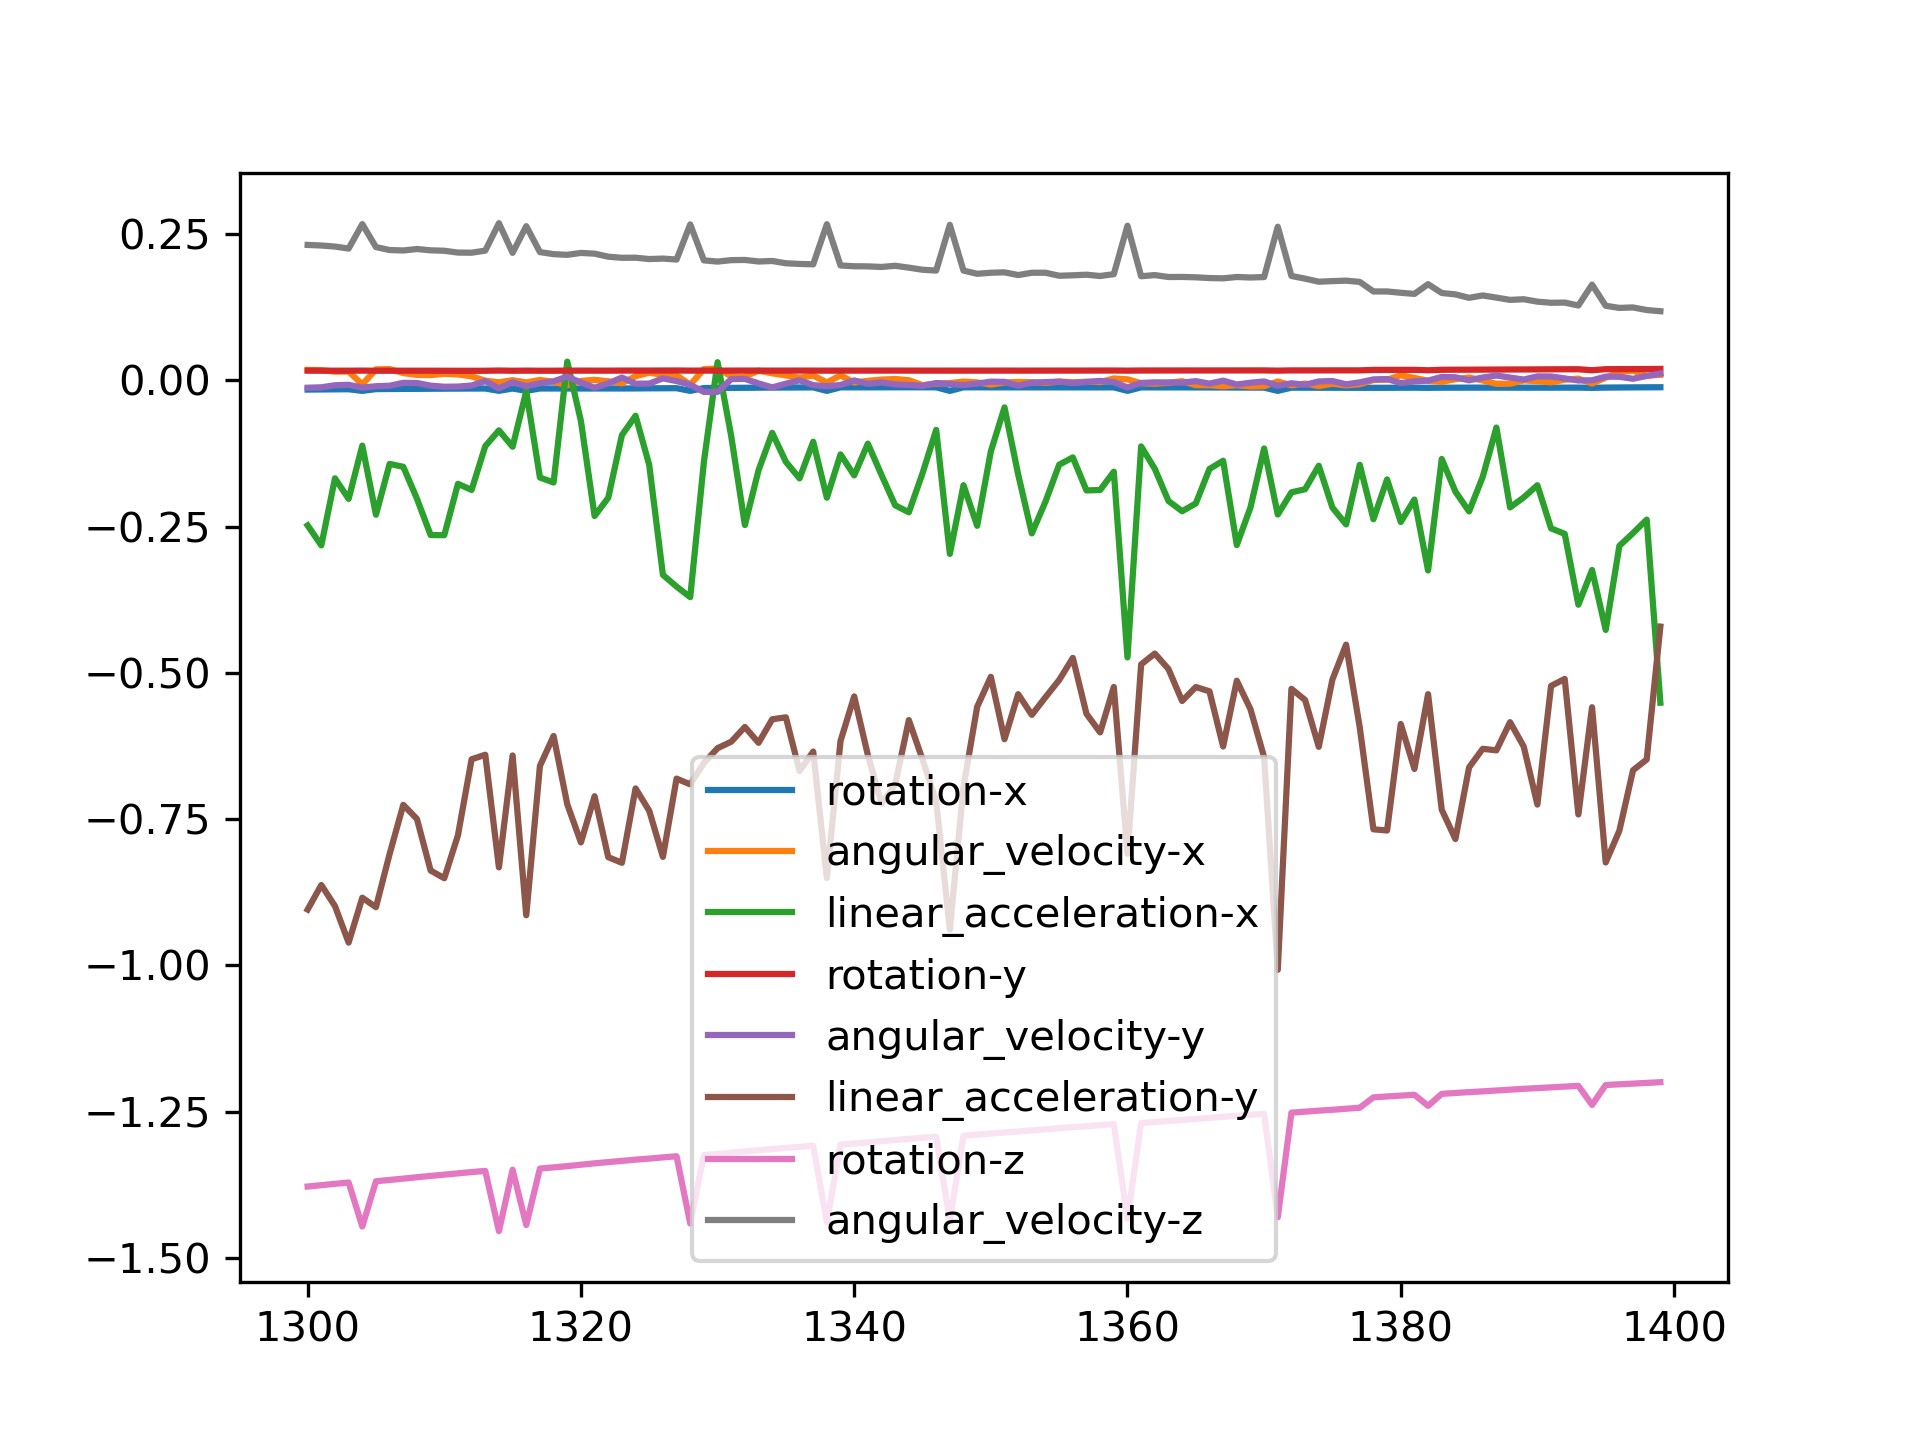 0.25
0.00
−0.25
−0.50
−0.75
−1.00
−1.25
−1.50
rotation-x
angular_velocity-x
linear_acceleration-x
rotation-y
angular_velocity-y
linear_acceleration-y
rotation-z
angular_velocity-z
1300 1320 1340 1360 1380 1400